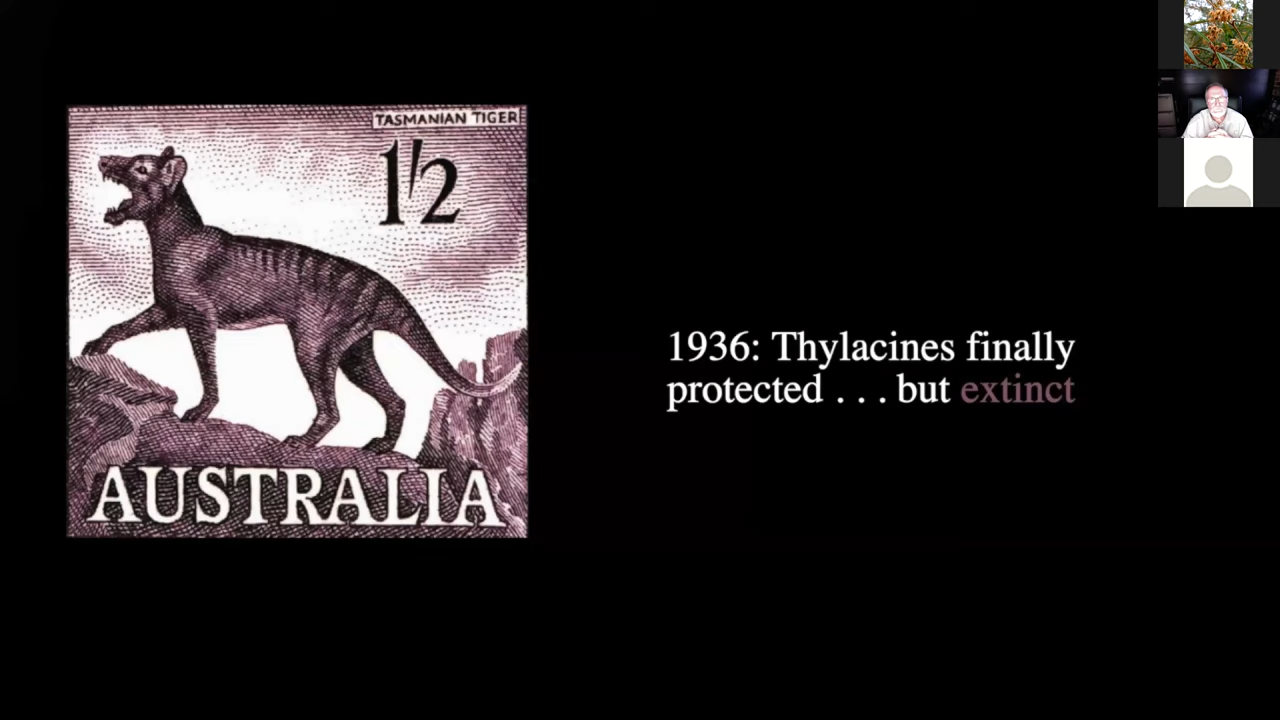 TASMANIAN TIGER
1/2
AUSTRALIA
1936: Thylacines finally
protected . . . but extinct